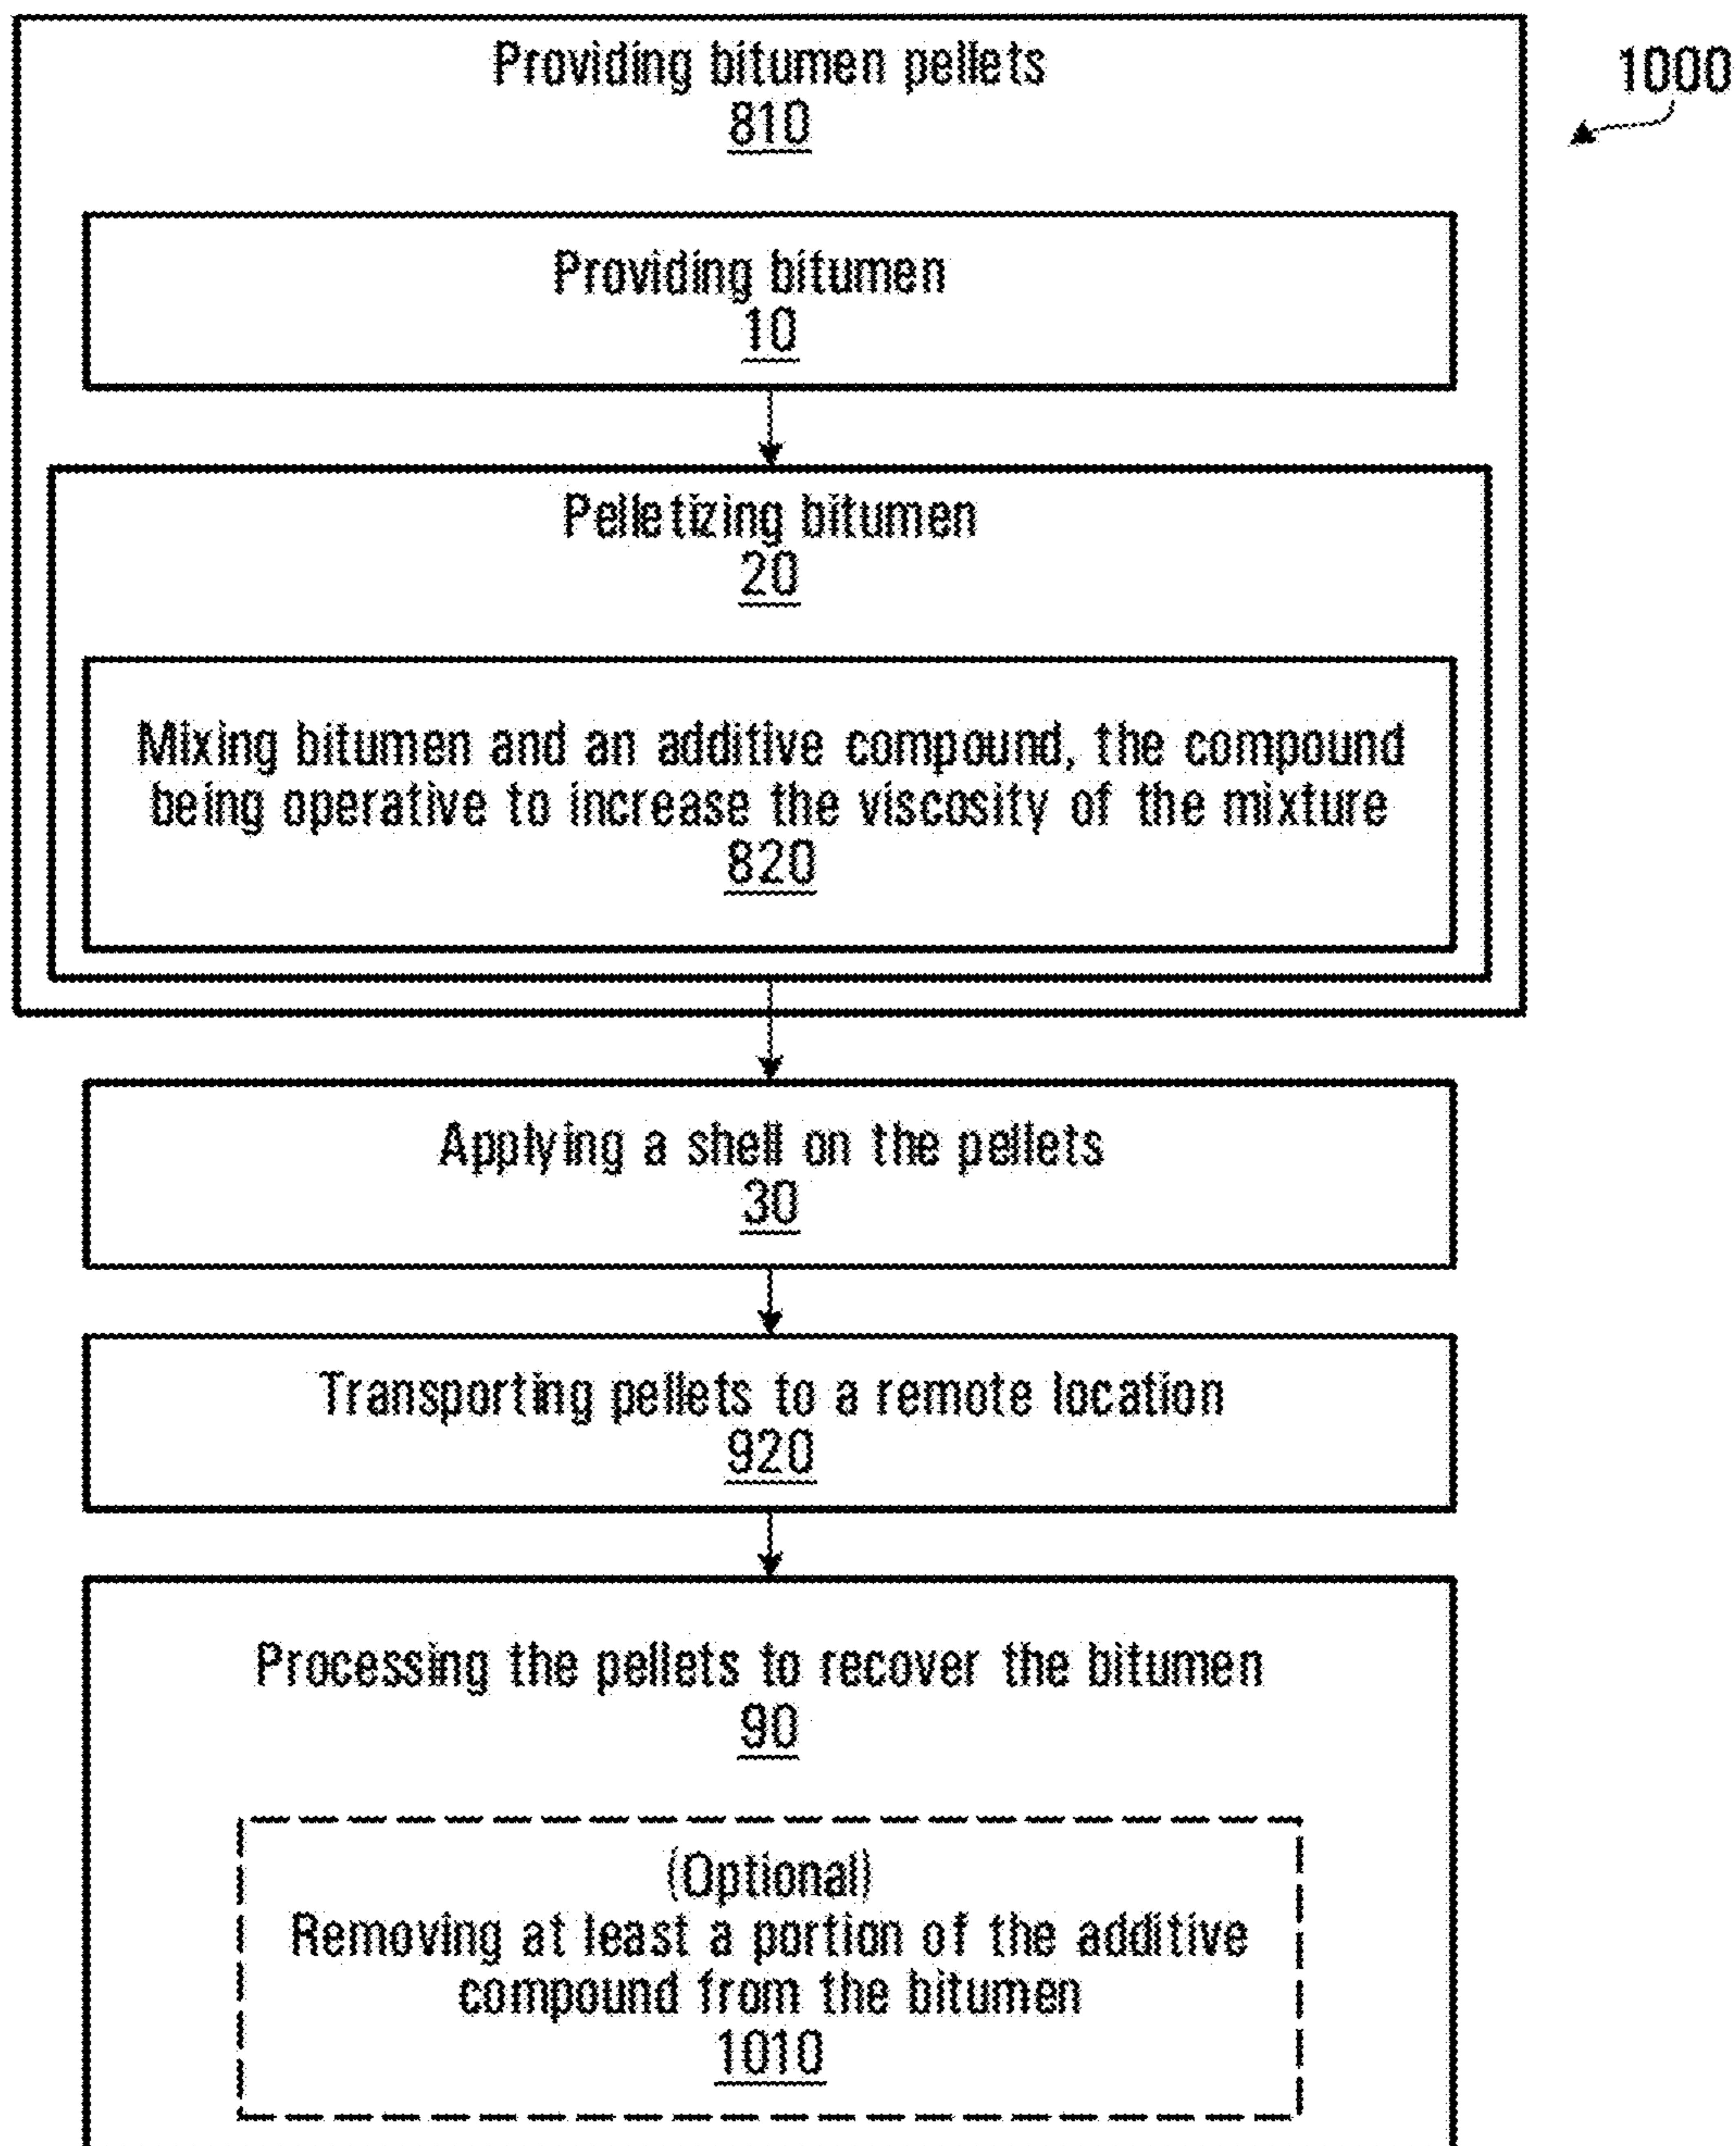 Providing bitumen pellets
810
1000
Providing bitumen
10
Pelletizing bitumen
20
Mixing bitumen and an additive compound, the compound
being operative to increase the viscosity of the mixture
820
Applying a shell on the pellets
30
Transporting pellets to a remote location
920
Processing the pellets to recover the bitumen
90
(Optional)
Removing at least a portion of the additive
compound from the bitumen
1010